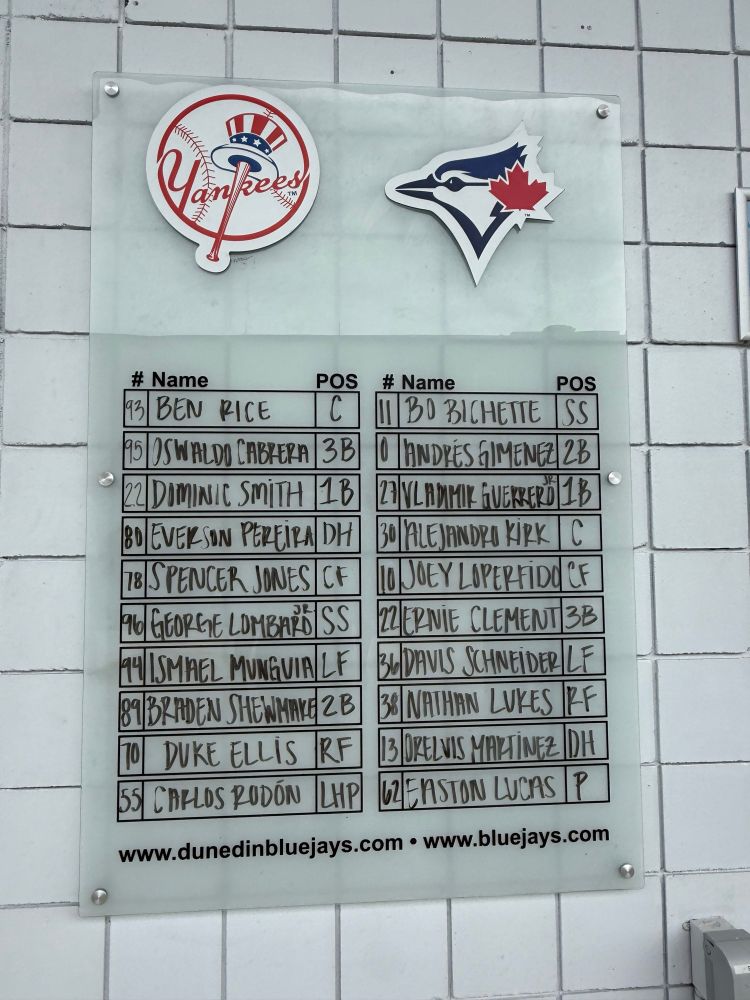 Yankees™
# Name POS
93 BEN RICE C
95 OSWALDO CABRERA 3B
22 DOMINIC SMITH 1B
80 EVERSON PEREIRA DH
78 SPENCER JONES CF
96 GEORGE LOMBARD JR SS
94 ISMAEL MUNGUIA LF
89 BRADEN SHEWMAKE 2B
70 DUKE ELLIS RF
55 CARLOS RODÓN LHP
# Name POS
11 BO BICHETTE SS
0 ANDRÉS GIMENEZ 2B
27 VLADIMIR GUERRERO JR 1B
30 ALEJANDRO KIRK C
10 JOEY LOPERFIDO CF
22 ERNIE CLEMENT 3B
36 DAVIS SCHNEIDER LF
38 NATHAN LUKES RF
13 ORELVIS MARTÍNEZ DH
62 EASTON LUCAS P
www.dunedinbluejays.com • www.bluejays.com